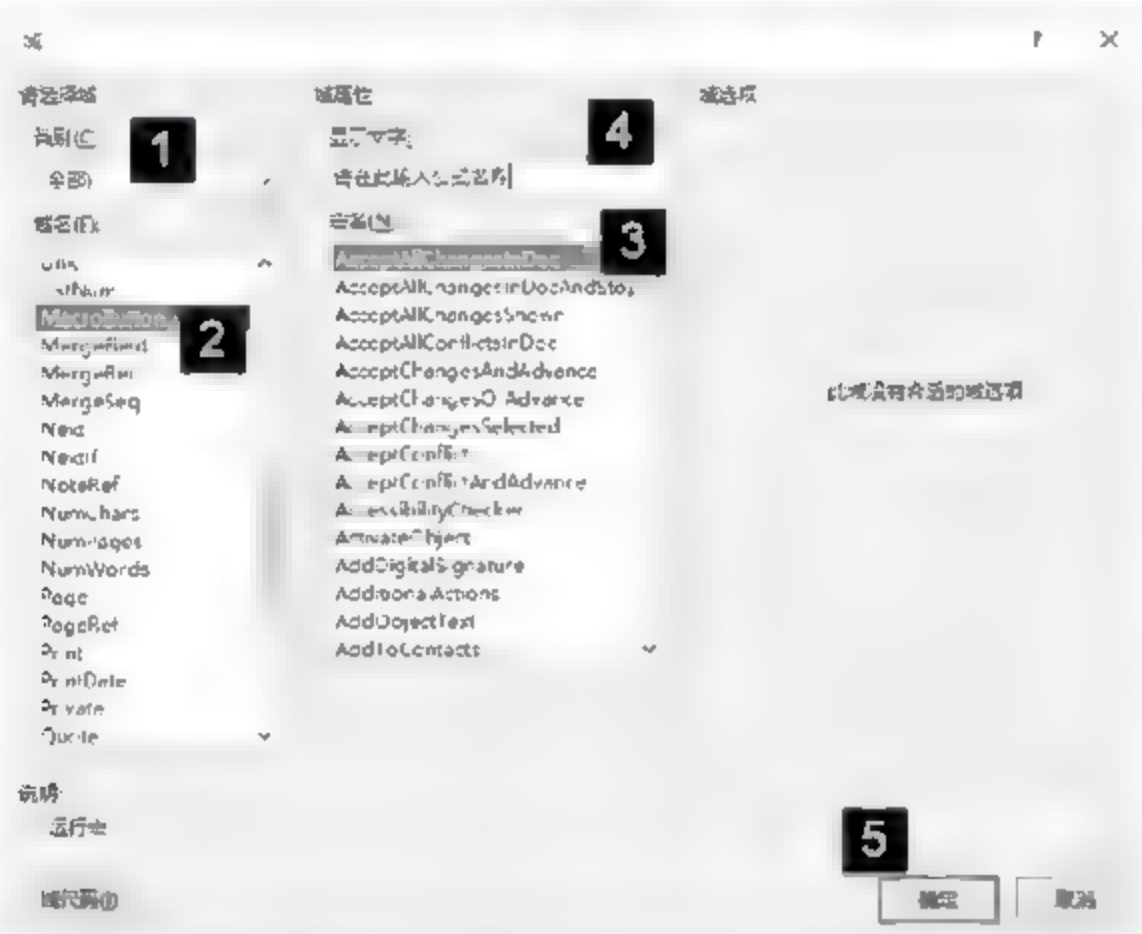 域
请选择域
类别(C
1
(全部)
域名(F):
ListNum
MacroButton
2
MergeField
MergeRec
MergeSeq
Next
NextIf
NoteRef
NumChars
NumPages
NumWords
Page
PageRef
Print
PrintDate
Private
Quote
域属性
显示文字:
4
请在此输入公式名称
宏名(N
3
AcceptAllChangesInDoc
AcceptAllChangesInDocAndStop
AcceptAllChangesShown
AcceptAllConflictsInDoc
AcceptChangesAndAdvance
AcceptChangesOrAdvance
AcceptChangesSelected
AcceptConflict
AcceptConflictAndAdvance
AccessibilityChecker
ActivateObject
AddDigitalSignature
AdditionalActions
AddObjectText
AddToContacts
域选项
此域没有合适的域选项
说明:
运行宏
域代码(I)
5
确定
取消